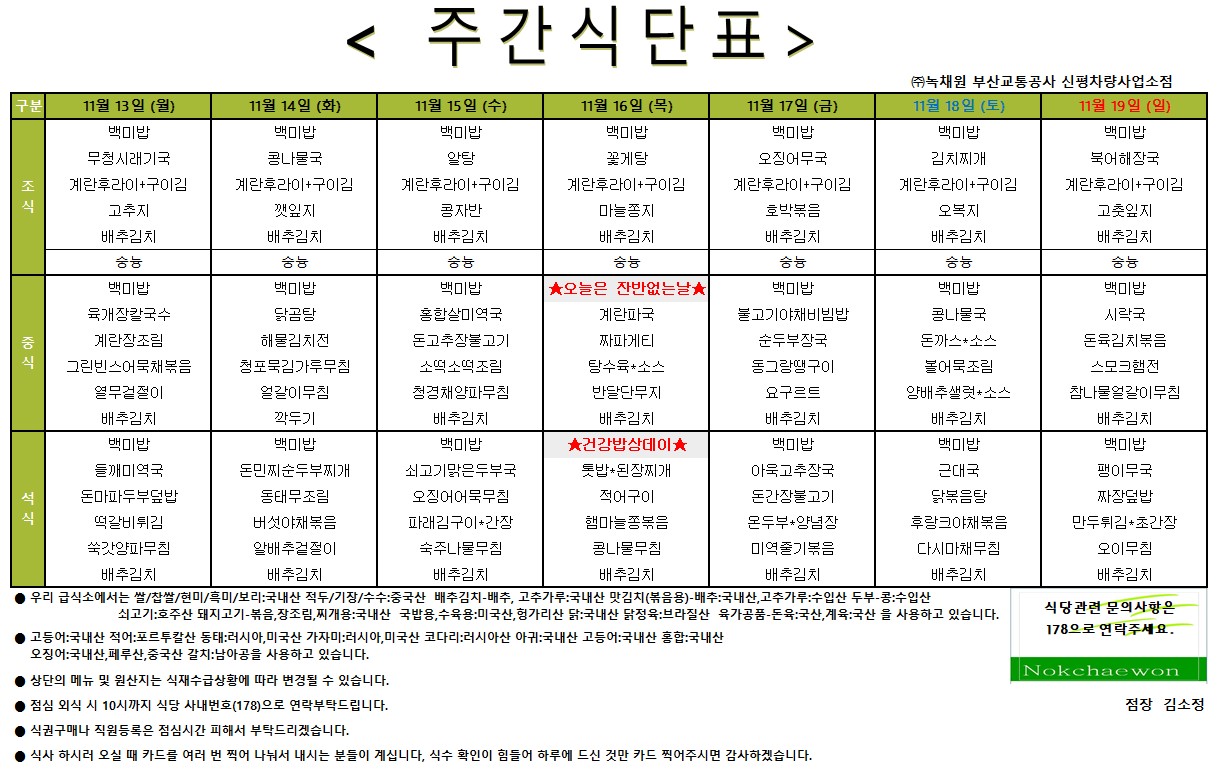 < 주간식단표 >
㈜녹채원 부산교통공사 신평차량사업소점
구분 11월 13일 (월) 11월 14일 (화) 11월 15일 (수) 11월 16일 (목) 11월 17일 (금) 11월 18일 (토) 11월 19일 (일)
조식
백미밥 백미밥 백미밥 백미밥 백미밥 백미밥 백미밥
무청시래기국 콩나물국 알탕 꽃게탕 오징어무국 김치찌개 북어해장국
계란후라이+구이김 계란후라이+구이김 계란후라이+구이김 계란후라이+구이김 계란후라이+구이김 계란후라이+구이김 계란후라이+구이김
고추지 깻잎지 콩자반 마늘쫑지 호박볶음 오복지 고춧잎지
배추김치 배추김치 배추김치 배추김치 배추김치 배추김치 배추김치
숭늉 숭늉 숭늉 숭늉 숭늉 숭늉 숭늉
중식
백미밥 백미밥 백미밥 ★오늘은 잔반없는날★ 백미밥 백미밥 백미밥
육개장칼국수 닭곰탕 홍합살미역국 계란파국 불고기야채비빔밥 콩나물국 시락국
계란장조림 해물김치전 돈고추장불고기 짜파게티 순두부장국 돈까스*소스 돈육김치볶음
그린빈스어묵채볶음 청포묵김가루무침 소떡소떡조림 탕수육*소스 동그랑땡구이 볼어묵조림 스모크햄전
열무겉절이 얼갈이무침 청경채양파무침 반달단무지 요구르트 양배추샐럿*소스 참나물얼갈이무침
배추김치 깍두기 배추김치 배추김치 배추김치 배추김치 배추김치
석식
백미밥 백미밥 백미밥 ★건강밥상데이★ 백미밥 백미밥 백미밥
들깨미역국 돈민찌순두부찌개 쇠고기맑은두부국 톳밥*된장찌개 아욱고추장국 근대국 팽이무국
돈마파두부덮밥 동태무조림 오징어어묵무침 적어구이 돈간장불고기 닭볶음탕 짜장덮밥
떡갈비튀김 버섯야채볶음 파래김구이*간장 햄마늘쫑볶음 온두부*양념장 후랑크야채볶음 만두튀김*초간장
쑥갓양파무침 알배추겉절이 숙주나물무침 콩나물무침 미역줄기볶음 다시마채무침 오이무침
배추김치 배추김치 배추김치 배추김치 배추김치 배추김치 배추김치
● 우리 급식소에서는 쌀/찹쌀/현미/흑미/보리:국내산 적두/기장/수수:중국산 배추김치-배추, 고추가루:국내산 맛김치(볶음용)-배추:국내산,고추가루:수입산 두부-콩:수입산
쇠고기:호주산 돼지고기-볶음,장조림,찌개용:국내산 국밥용,수육용:미국산,헝가리산 닭:국내산 닭정육:브라질산 육가공품-돈육:국산,계육:국산 을 사용하고 있습니다.
● 고등어:국내산 적어:포르투칼산 동태:러시아,미국산 가자미:러시아,미국산 코다리:러시아산 아귀:국내산 고등어:국내산 홍합:국내산
오징어:국내산,페루산,중국산 갈치:남아공을 사용하고 있습니다.
● 상단의 메뉴 및 원산지는 식재수급상황에 따라 변경될 수 있습니다.
● 점심 외식 시 10시까지 식당 사내번호(178)으로 연락부탁드립니다.
● 식권구매나 직원등록은 점심시간 피해서 부탁드리겠습니다.
● 식사 하시러 오실 때 카드를 여러 번 찍어 나눠서 내시는 분들이 계십니다, 식수 확인이 힘들어 하루에 드신 것만 카드 찍어주시면 감사하겠습니다.
식당관련 문의사항은
178으로 연락주세요.
Nokchaewon
점장 김소정